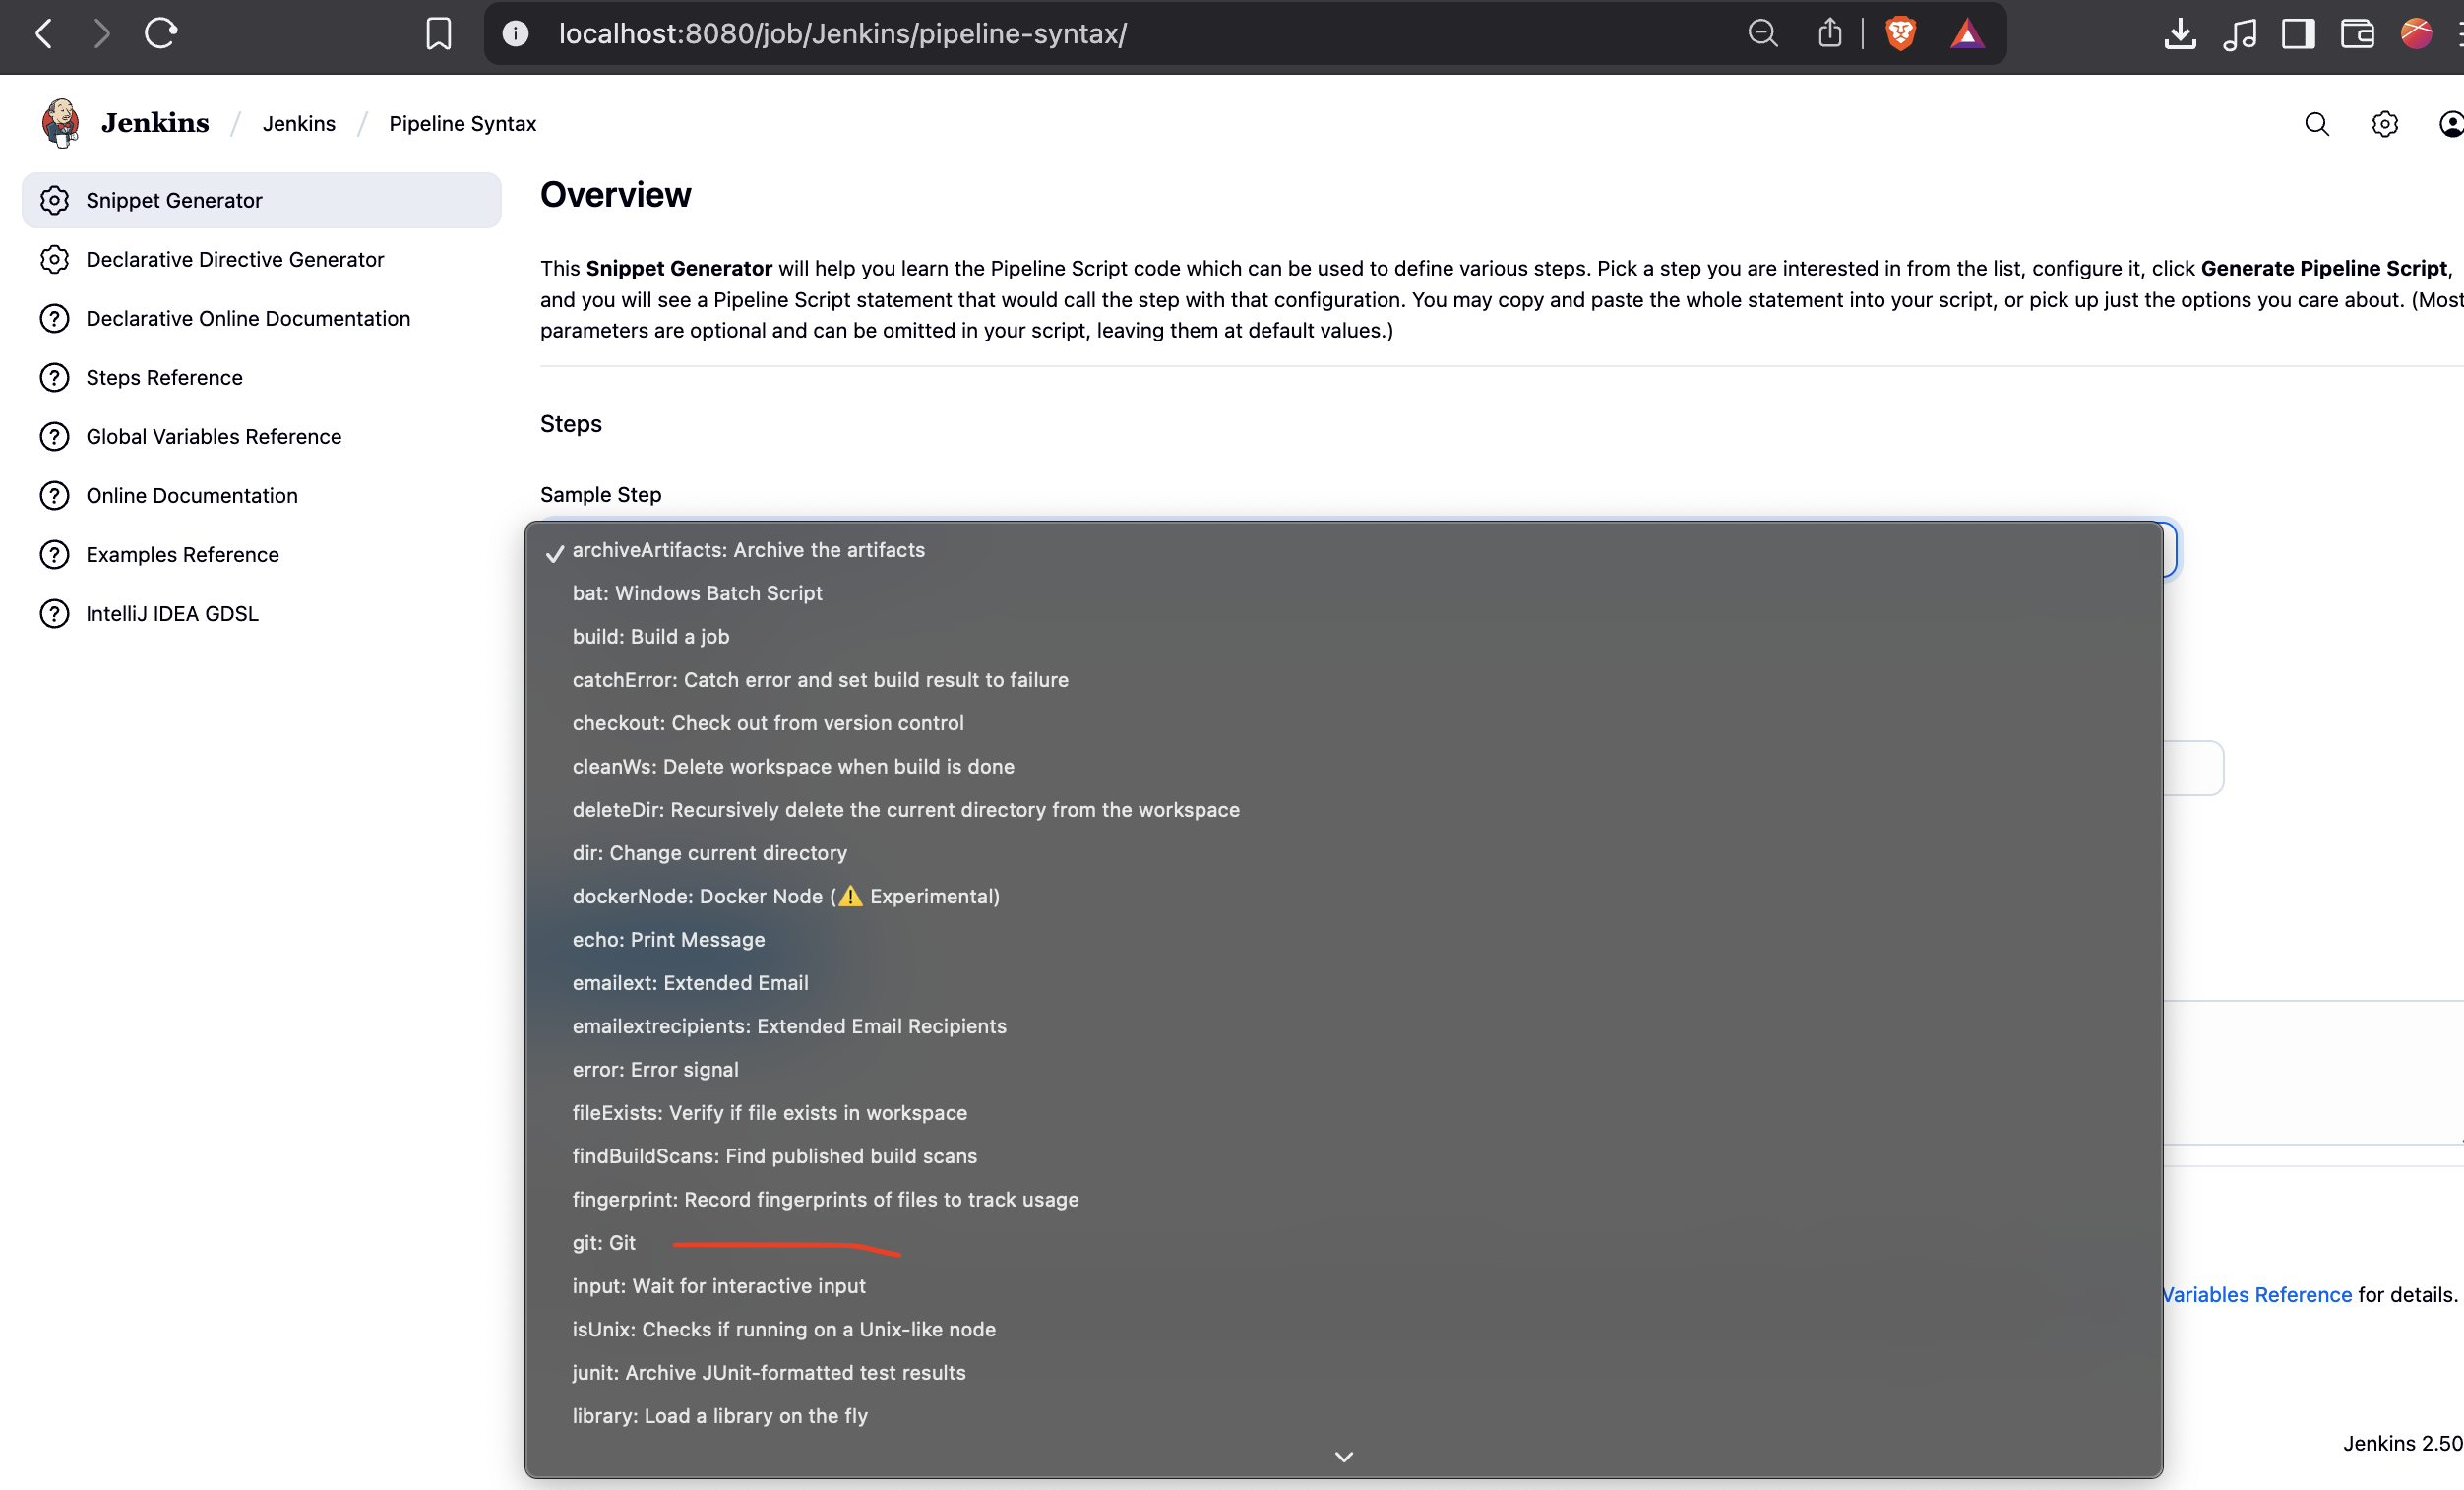 localhost:8080/job/Jenkins/pipeline-syntax/
Jenkins / Jenkins / Pipeline Syntax
Snippet Generator
Declarative Directive Generator
Declarative Online Documentation
Steps Reference
Global Variables Reference
Online Documentation
Examples Reference
IntelliJ IDEA GDSL
Overview
This Snippet Generator will help you learn the Pipeline Script code which can be used to define various steps. Pick a step you are interested in from the list, configure it, click Generate Pipeline Script,
and you will see a Pipeline Script statement that would call the step with that configuration. You may copy and paste the whole statement into your script, or pick up just the options you care about. (Most
parameters are optional and can be omitted in your script, leaving them at default values.)
Steps
Sample Step
archiveArtifacts: Archive the artifacts
bat: Windows Batch Script
build: Build a job
catchError: Catch error and set build result to failure
checkout: Check out from version control
cleanWs: Delete workspace when build is done
deleteDir: Recursively delete the current directory from the workspace
dir: Change current directory
dockerNode: Docker Node (⚠️ Experimental)
echo: Print Message
emailext: Extended Email
emailextrecipients: Extended Email Recipients
error: Error signal
fileExists: Verify if file exists in workspace
findBuildScans: Find published build scans
fingerprint: Record fingerprints of files to track usage
git: Git
input: Wait for interactive input
isUnix: Checks if running on a Unix-like node
junit: Archive JUnit-formatted test results
library: Load a library on the fly
Variables Reference for details.
Jenkins 2.50